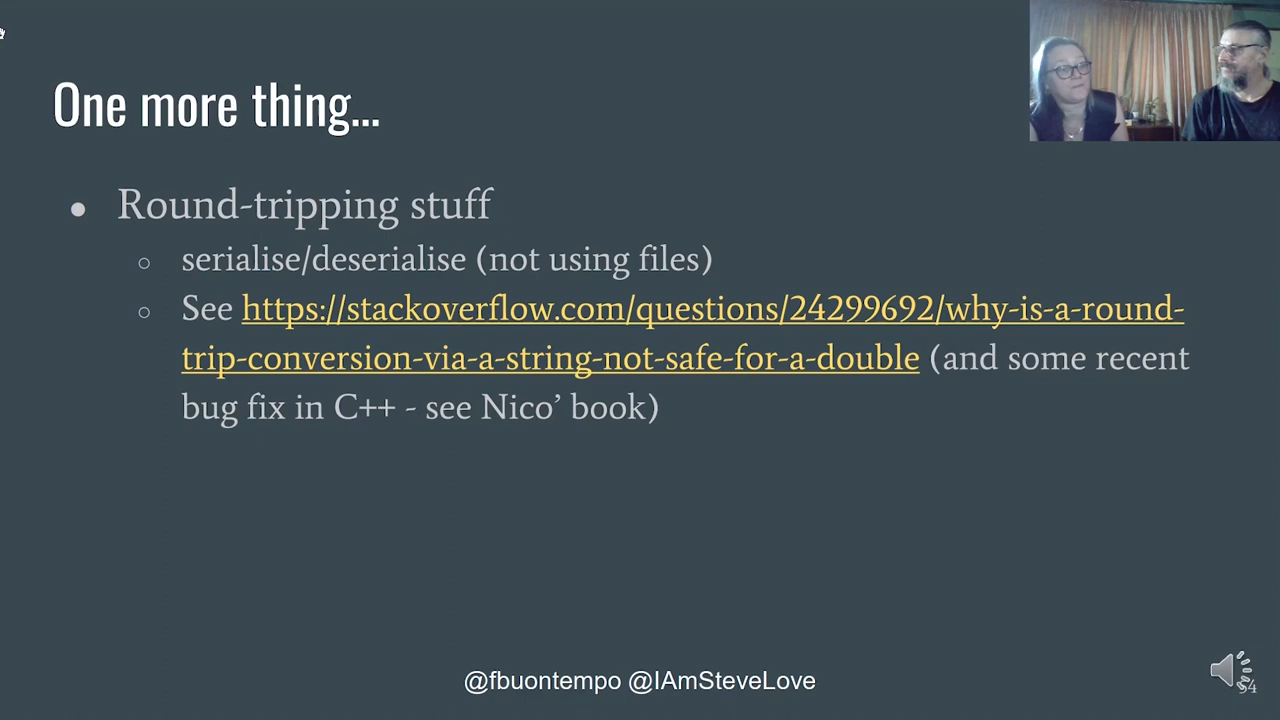 One more thing...
• Round-tripping stuff
○ serialise/deserialise (not using files)
○ See https://stackoverflow.com/questions/24299692/why-is-a-round-
trip-conversion-via-a-string-not-safe-for-a-double (and some recent
bug fix in C++ - see Nico’ book)
@fbuontempo @IAmSteveLove
54